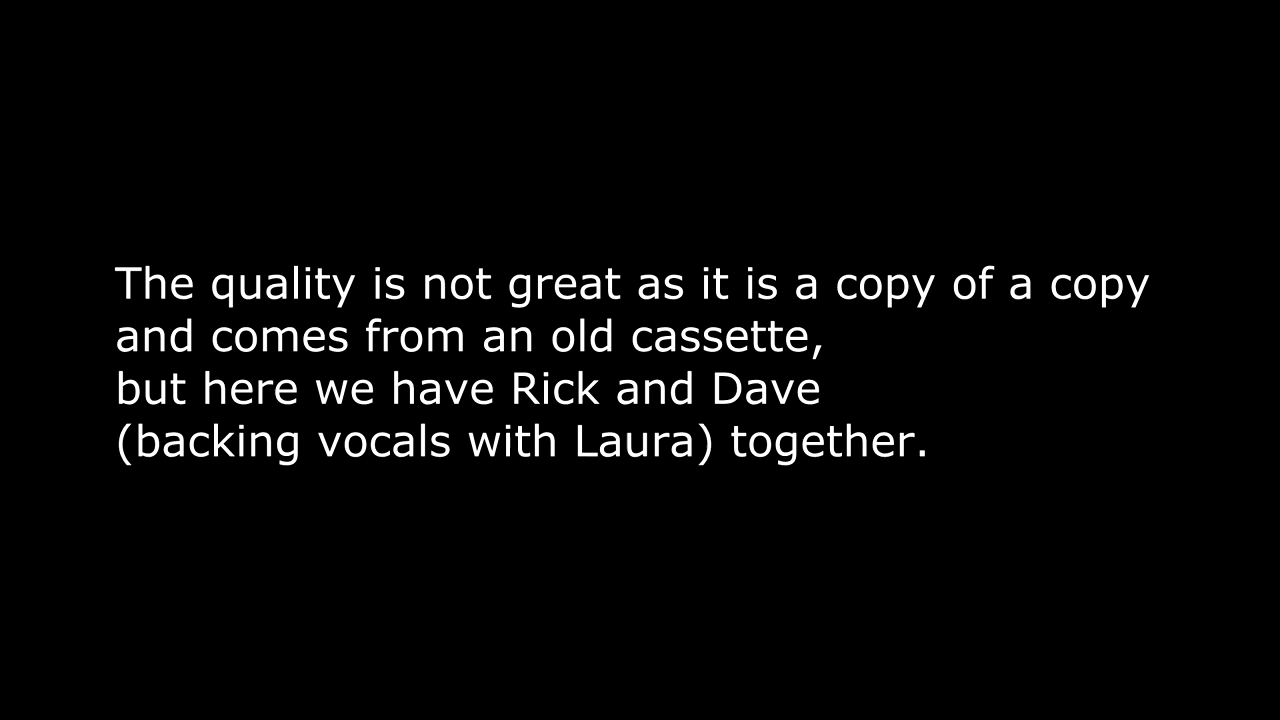 The quality is not great as it is a copy of a copy
and comes from an old cassette,
but here we have Rick and Dave
(backing vocals with Laura) together.